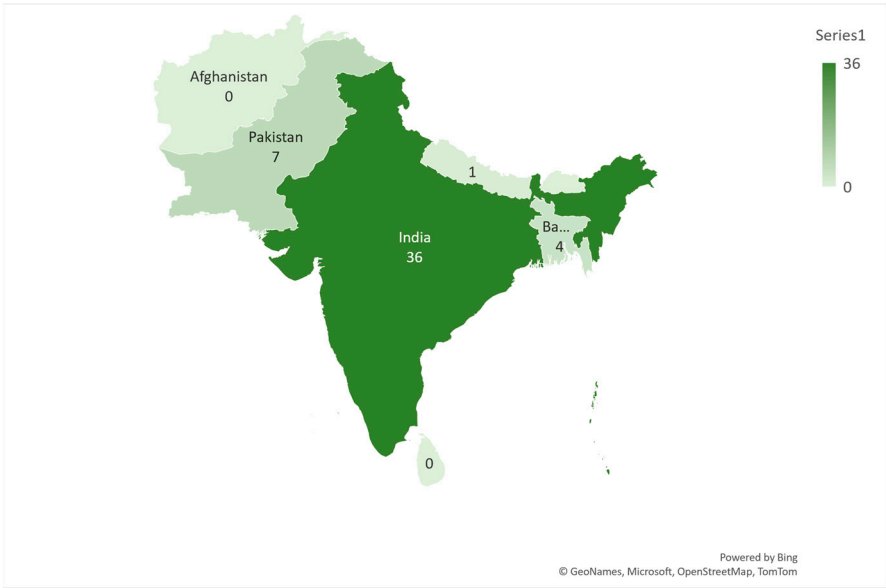 Series1
36
0
Afghanistan
0
Pakistan
7
1
India
36
Ba...
4
0
Powered by Bing
© GeoNames, Microsoft, OpenStreetMap, TomTom